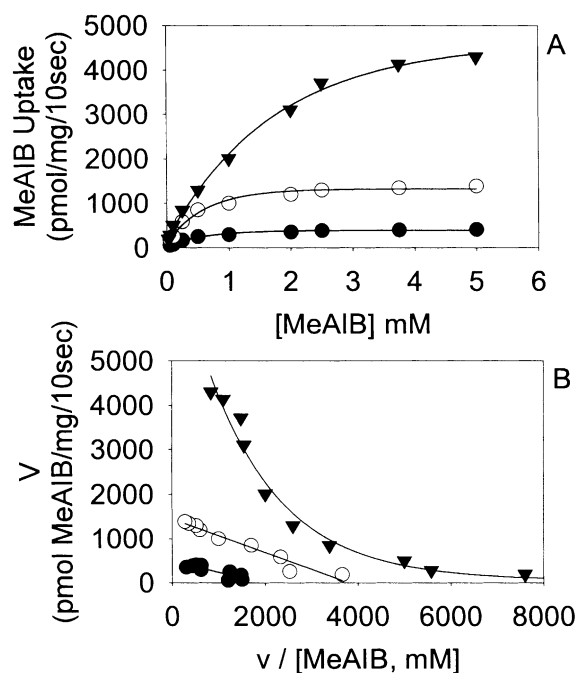 A
MeAIB Uptake
(pmol/mg/10sec)
5000
4000
3000
2000
1000
0
0 1 2 3 4 5 6
[MeAIB] mM
B
V
(pmol MeAIB/mg/10sec)
5000
4000
3000
2000
1000
0
0 2000 4000 6000 8000
v / [MeAIB, mM]